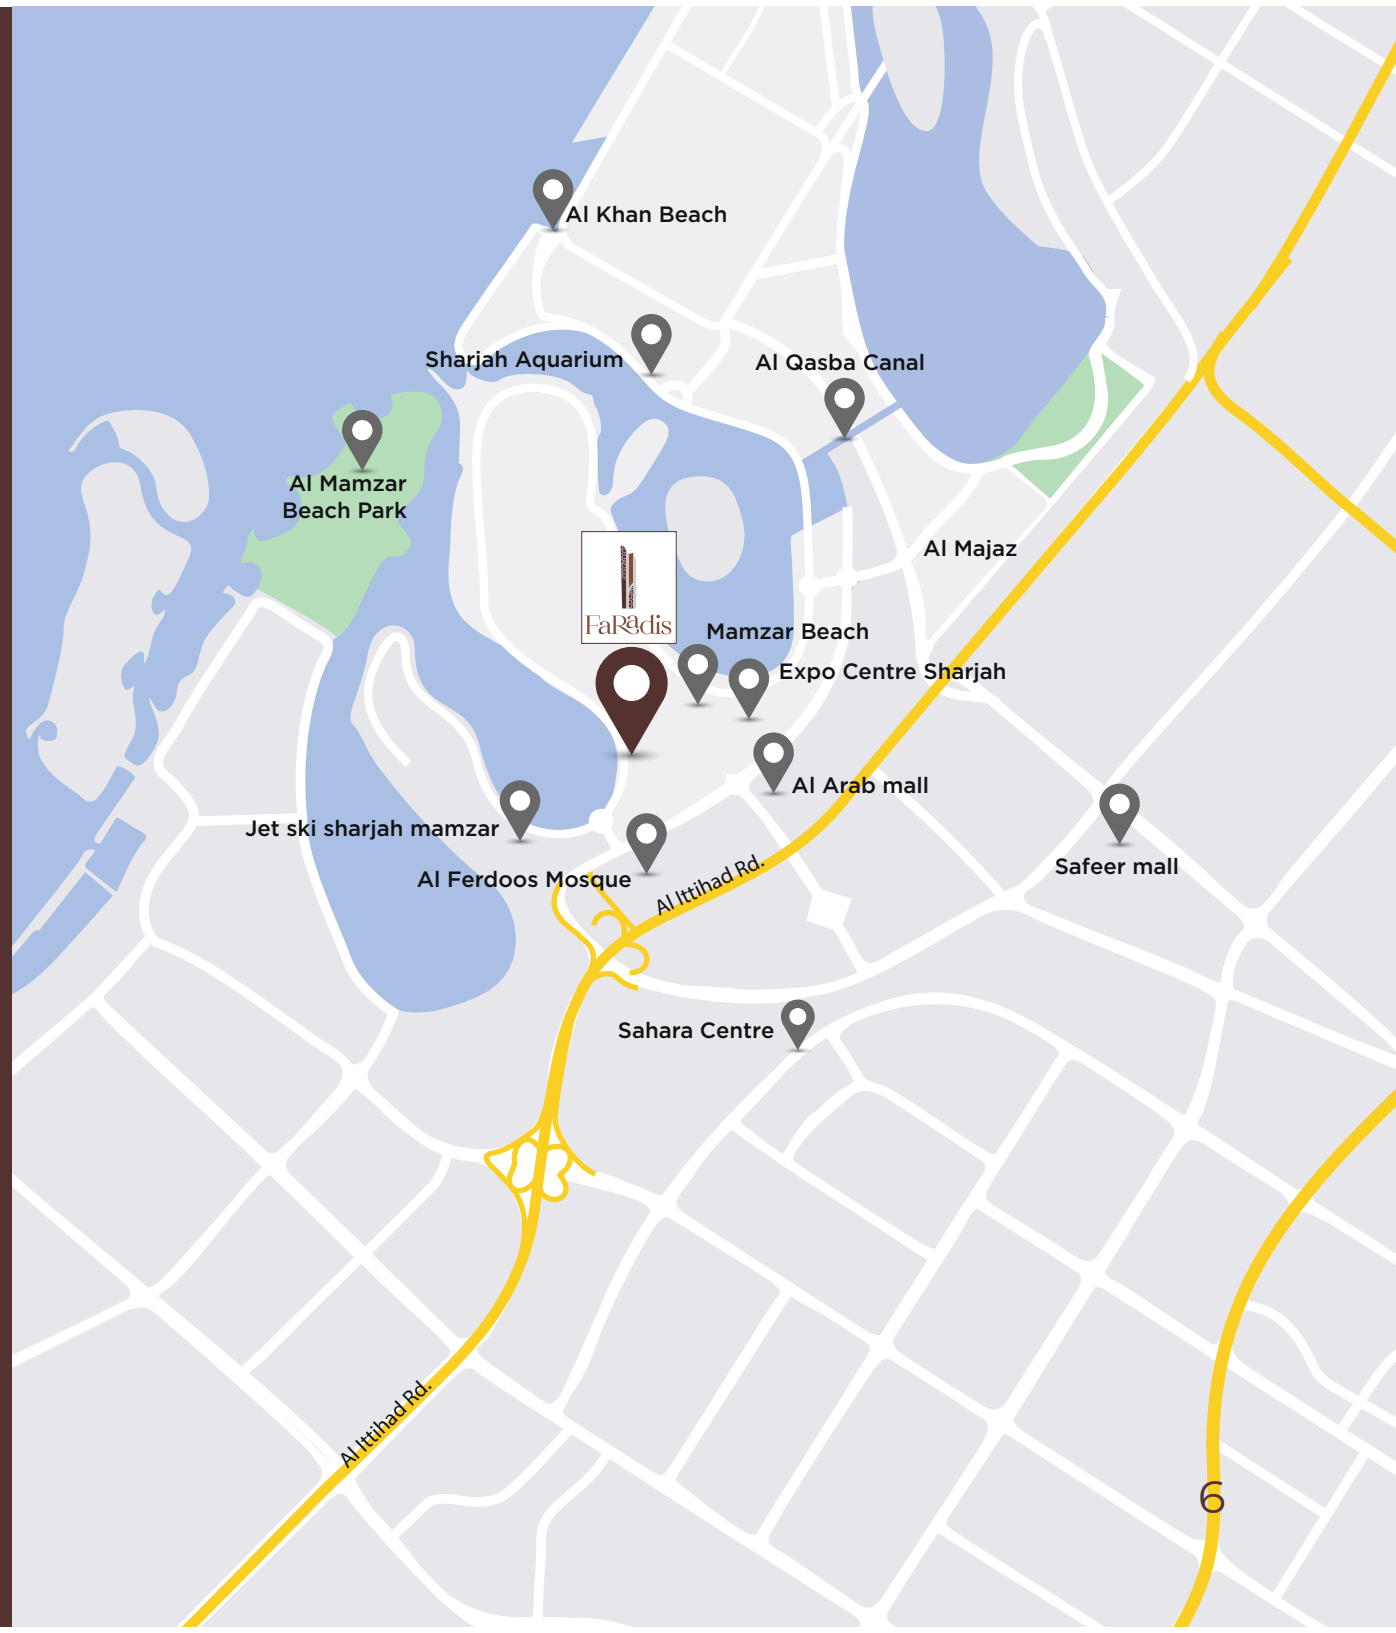 Al Khan Beach
Sharjah Aquarium
Al Qasba Canal
Al Mamzar
Beach Park
Al Majaz
FaRadis
Mamzar Beach
Expo Centre Sharjah
Al Arab mall
Jet ski sharjah mamzar
Al Ferdoos Mosque
Al Ittihad Rd.
Safeer mall
Sahara Centre
Al Ittihad Rd.
6